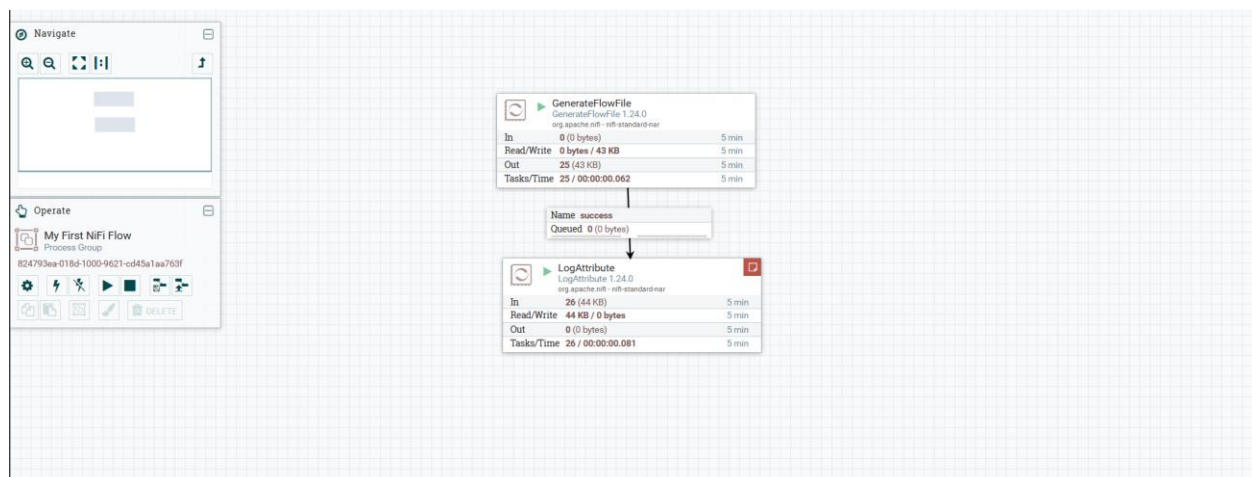 Navigate
Operate
My First NiFi Flow
Process Group
824793ea-018d-1000-9621-cd45a1aa763f
DELETE
GenerateFlowFile
GenerateFlowFile 1.24.0
org.apache.nifi - nifi-standard-nar
In 0 (0 bytes) 5 min
Read/Write 0 bytes / 43 KB 5 min
Out 25 (43 KB) 5 min
Tasks/Time 25 / 00:00:00.062 5 min
Name success
Queued 0 (0 bytes)
LogAttribute
LogAttribute 1.24.0
org.apache.nifi - nifi-standard-nar
In 26 (44 KB) 5 min
Read/Write 44 KB / 0 bytes 5 min
Out 0 (0 bytes) 5 min
Tasks/Time 26 / 00:00:00.081 5 min